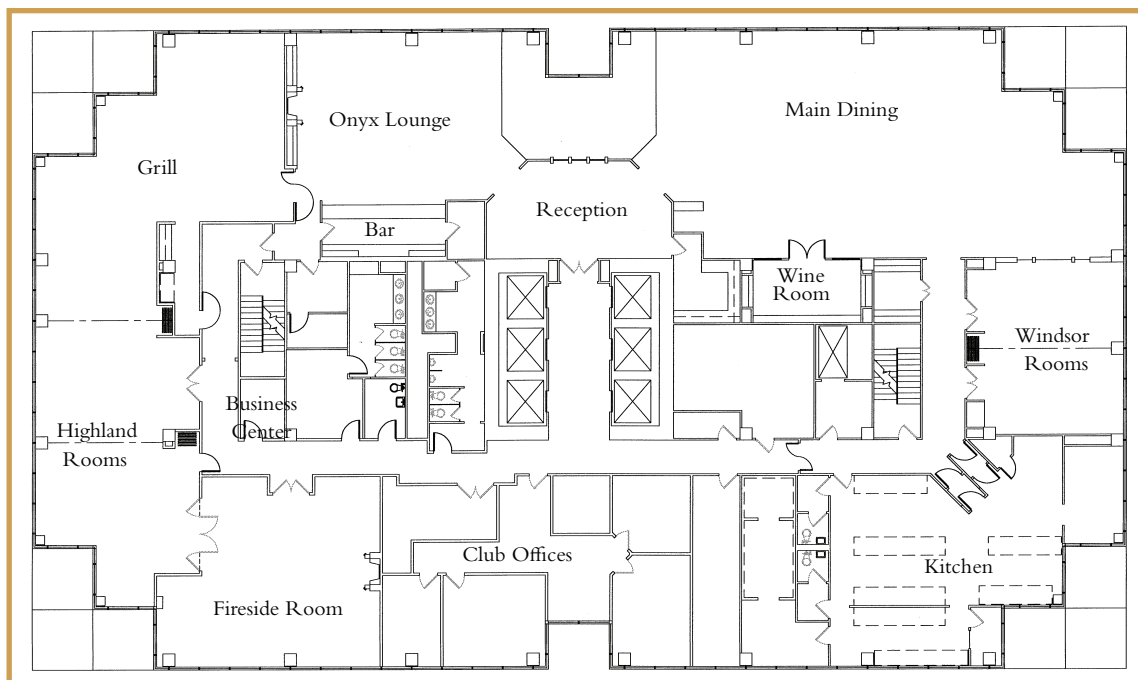 Onyx Lounge
Main Dining
Grill
Reception
Bar
Wine
Room
Windsor
Rooms
Business
Center
Highland
Rooms
Club Offices
Kitchen
Fireside Room